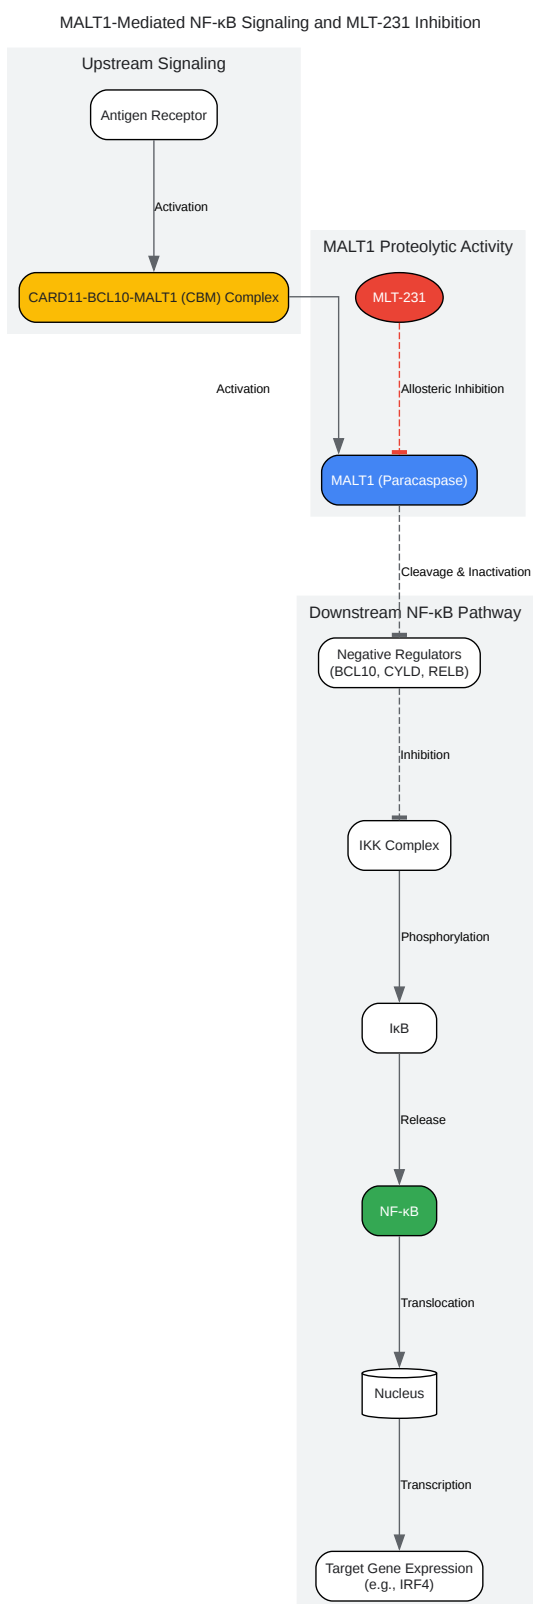 MALT1-Mediated NF-κB Signaling and MLT-231 Inhibition
Upstream Signaling
Antigen Receptor
Activation
CARD11-BCL10-MALT1 (CBM) Complex
MALT1 Proteolytic Activity
MLT-231
Activation
Allosteric Inhibition
MALT1 (Paracaspase)
Cleavage & Inactivation
Downstream NF-κB Pathway
Negative Regulators
(BCL10, CYLD, RELB)
Inhibition
IKK Complex
Phosphorylation
IκB
Release
NF-κB
Translocation
Nucleus
Transcription
Target Gene Expression
(e.g., IRF4)